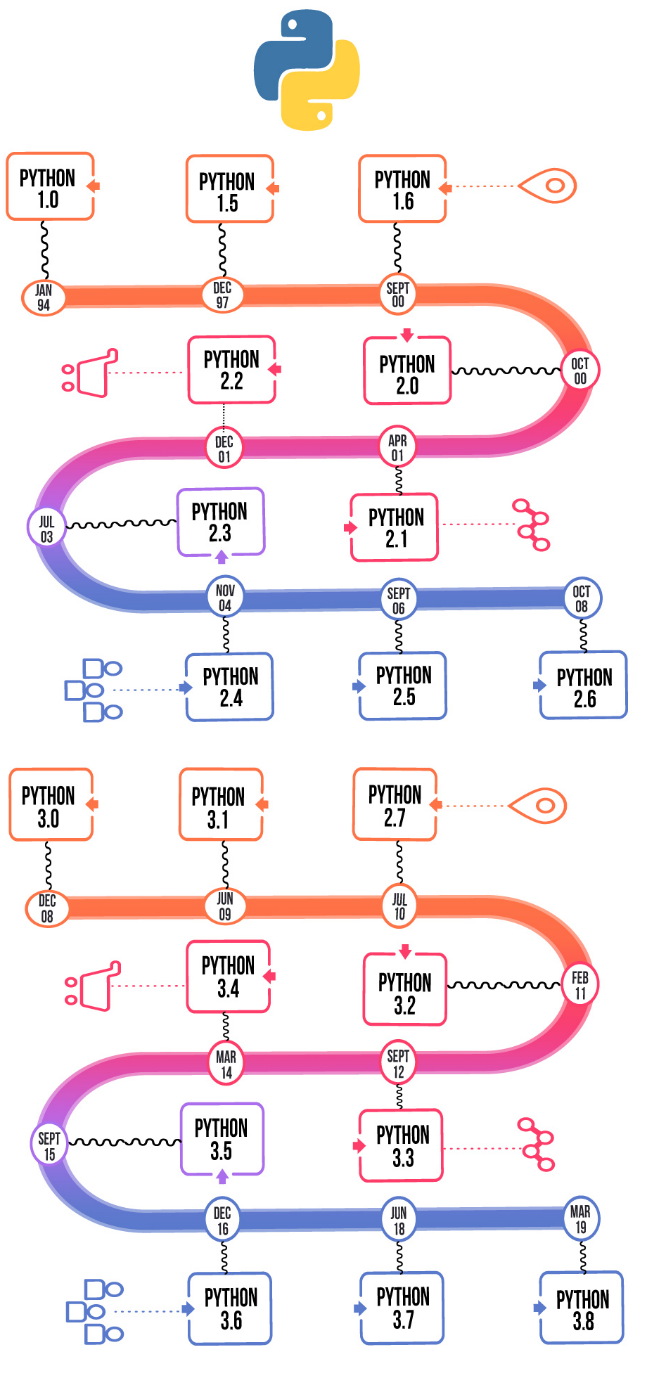 PYTHON
1.0
PYTHON
1.5
PYTHON
1.6
JAN
94
DEC
97
SEPT
00
PYTHON
2.2
PYTHON
2.0
OCT
00
DEC
01
APR
01
JUL
03
PYTHON
2.3
PYTHON
2.1
NOV
04
SEPT
06
OCT
08
PYTHON
2.4
PYTHON
2.5
PYTHON
2.6
PYTHON
3.0
PYTHON
3.1
PYTHON
2.7
DEC
08
JUN
09
JUL
10
PYTHON
3.4
PYTHON
3.2
FEB
11
MAR
14
SEPT
12
SEPT
15
PYTHON
3.5
PYTHON
3.3
DEC
16
JUN
18
MAR
19
PYTHON
3.6
PYTHON
3.7
PYTHON
3.8